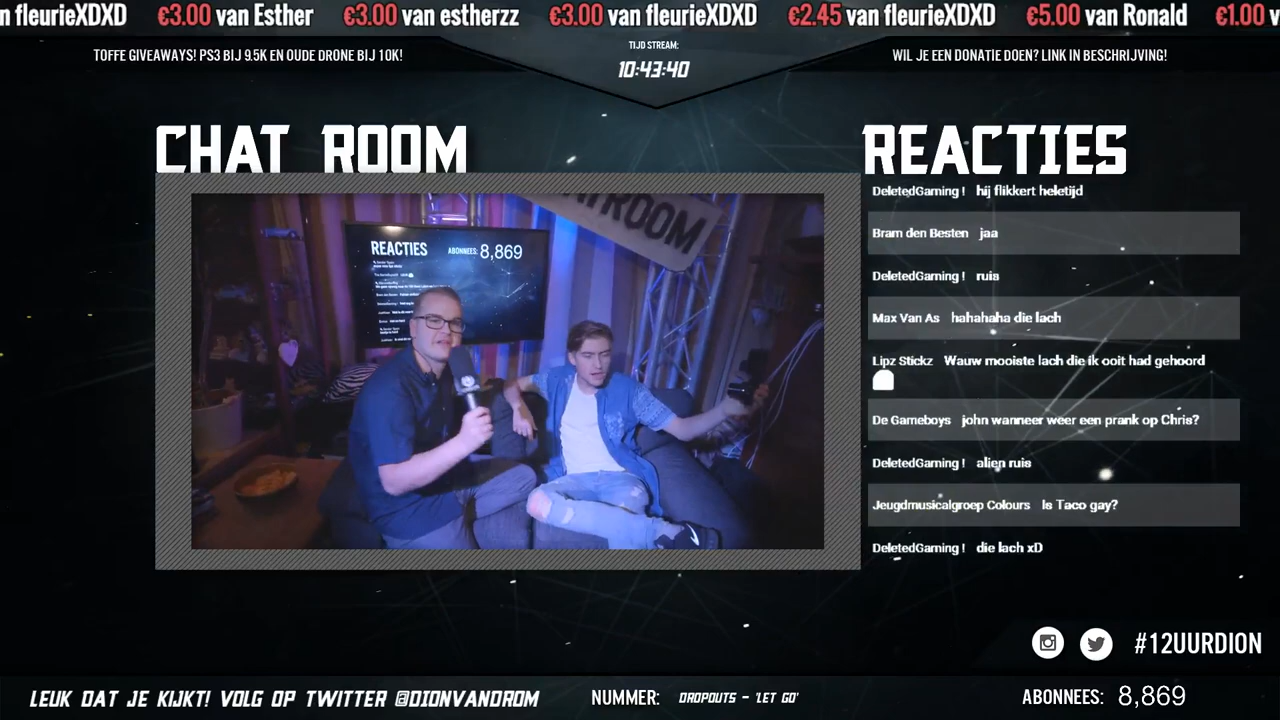 n fleurieXDXD €3.00 van Esther €3.00 van estherzz €3.00 van fleurieXDXD €2.45 van fleurieXDXD €5.00 van Ronald €1.00 v
TOFFE GIVEAWAYS! PS3 BIJ 9.5K EN OUDE DRONE BIJ 10K!
TIJD STREAM:
10:43:40
WIL JE EEN DONATIE DOEN? LINK IN BESCHRIJVING!
CHAT ROOM
REACTIES
DeletedGaming ! hij flikkert heletijd
Bram den Besten jaa
DeletedGaming ! ruis
Max Van As hahahaha die lach
Lipz Stickz Wauw mooiste lach die ik ooit had gehoord
De Gameboys john wanneer weer een prank op Chris?
DeletedGaming ! alien ruis
Jeugdmusicalgroep Colours Is Taco gay?
DeletedGaming ! die lach xD
ATROOM
REACTIES
ABONNEES: 8,869
#12UURDION
LEUK DAT JE KIJKT! VOLG OP TWITTER @DIONVANDROM
NUMMER: DROPOUTS - 'LET GO'
ABONNEES: 8,869